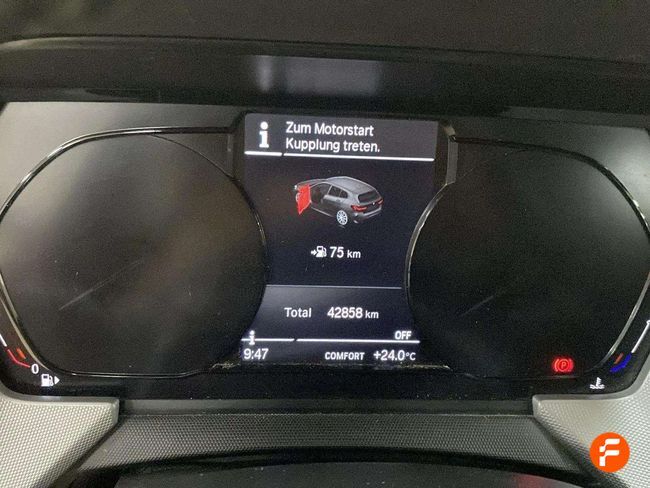 Zum Motorstart
Kupplung treten.
75 km
Total 42858 km
OFF
9:47 COMFORT +24.0°C
0
P